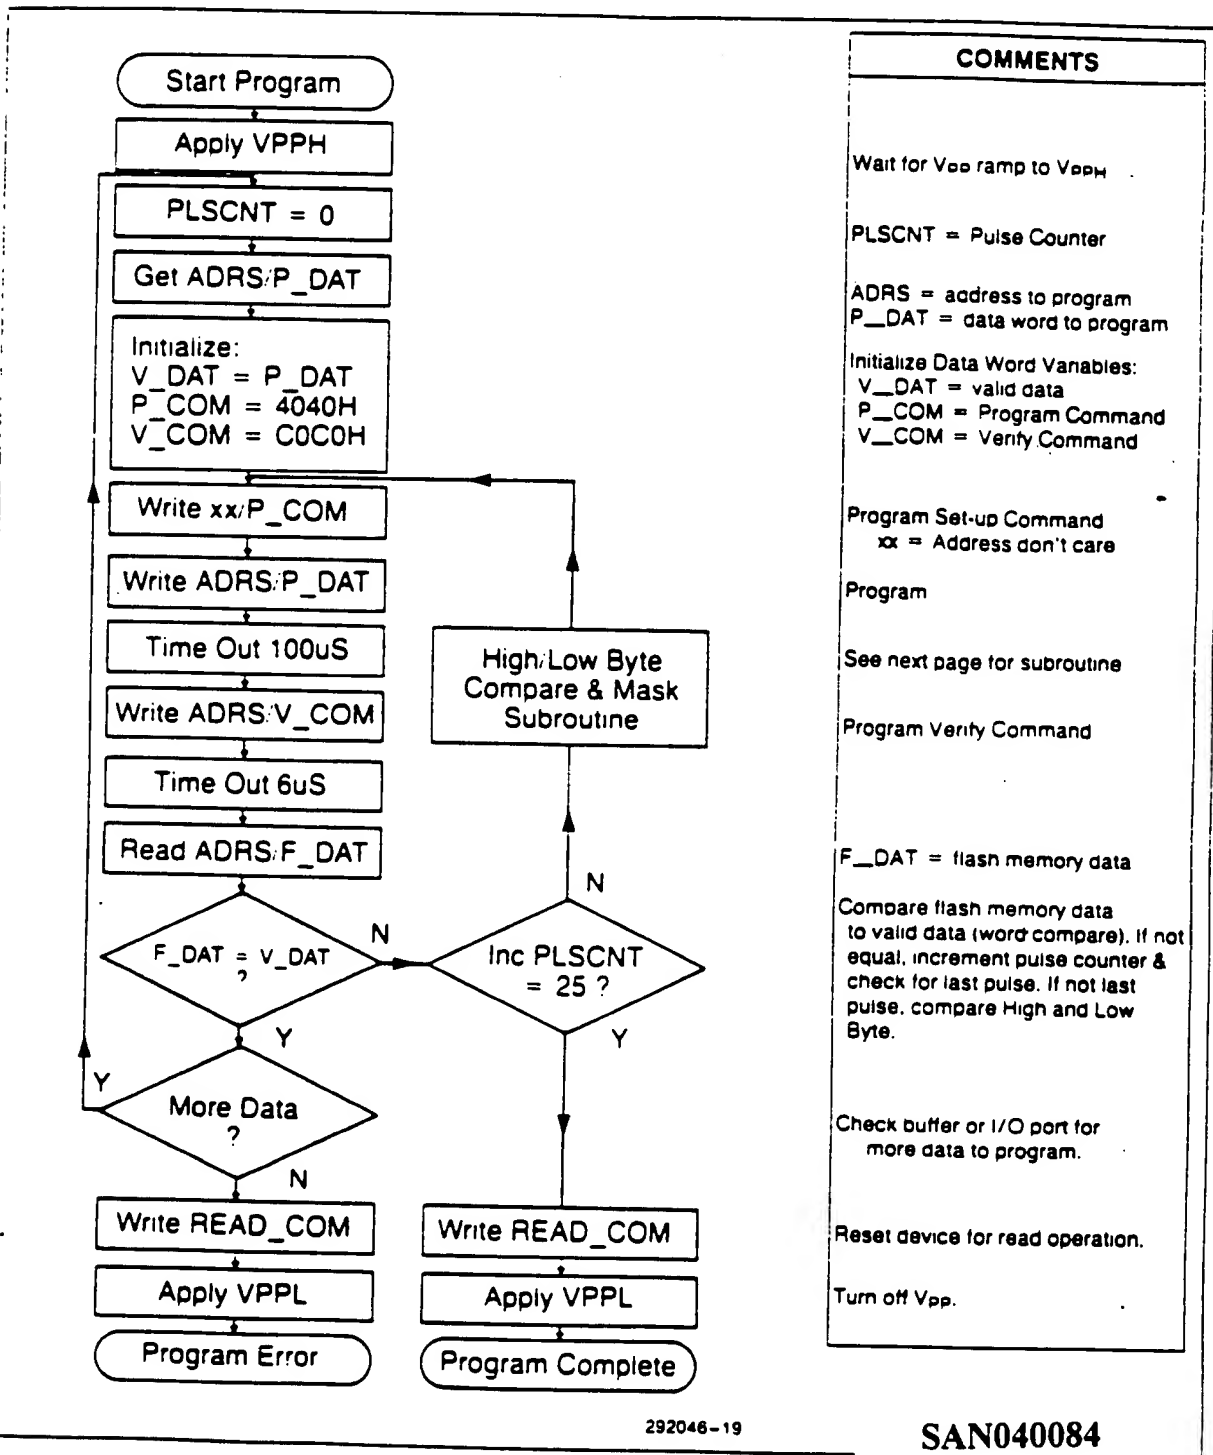 Start Program
Apply VPPH
PLSCNT = 0
Get ADRS/P_DAT
Initialize:
V_DAT = P_DAT
P_COM = 4040H
V_COM = C0C0H
Write xx/P_COM
Write ADRS/P_DAT
Time Out 100uS
Write ADRS/V_COM
Time Out 6uS
Read ADRS/F_DAT
F_DAT = V_DAT
?
N
Y
More Data
?
Y
N
Write READ_COM
Apply VPPL
Program Error
High/Low Byte
Compare & Mask
Subroutine
N
Inc PLSCNT
= 25 ?
Y
Write READ_COM
Apply VPPL
Program Complete
COMMENTS
Wait for Vpp ramp to VPPH
PLSCNT = Pulse Counter
ADRS = address to program
P__DAT = data word to program
Initialize Data Word Variables:
V__DAT = valid data
P__COM = Program Command
V__COM = Verify Command
Program Set-up Command
xx = Address don't care
Program
See next page for subroutine
Program Verify Command
F__DAT = flash memory data
Compare flash memory data
to valid data (word compare). If not
equal, increment pulse counter &
check for last pulse. If not last
pulse, compare High and Low
Byte.
Check buffer or I/O port for
more data to program.
Reset device for read operation.
Turn off Vpp.
292046-19
SAN040084